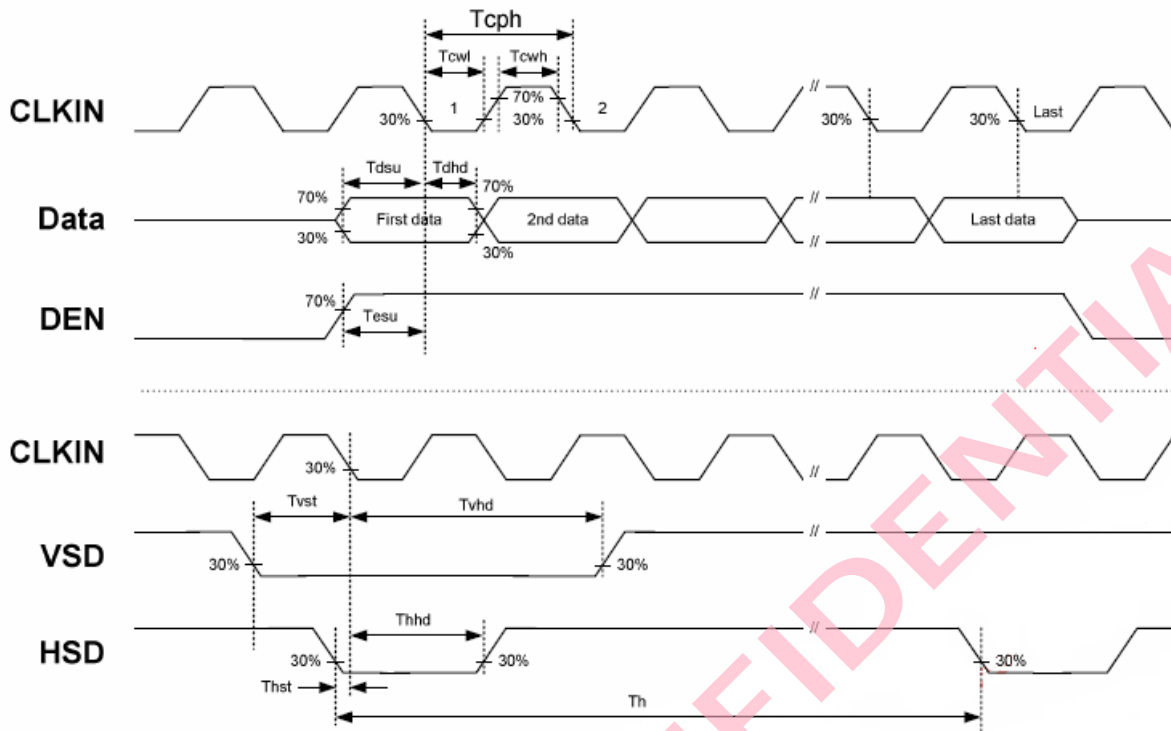 Tcph
Tcwl Tcwh
CLKIN 30% 1 70% 30% 2 // 30% 30% Last
Tdsu Tdhd
70% 70%
Data First data 2nd data // Last data
30% 30%
70% //
DEN Tesu
CLKIN 30% //
Tvst Tvhd
VSD 30% 30% //
Thhd
HSD 30% 30% // 30%
Thst
Th
FIDENTIA